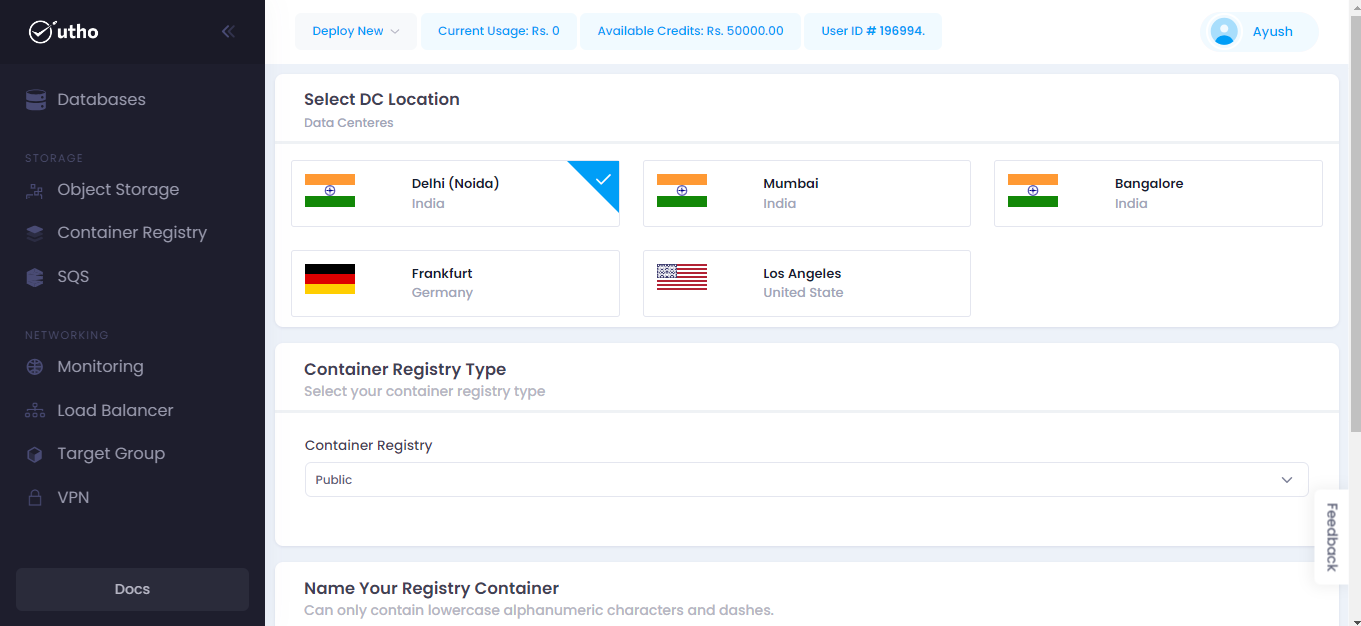 utho
Deploy New
Current Usage: Rs. 0
Available Credits: Rs. 50000.00
User ID # 196994.
Ayush
Databases
STORAGE
Object Storage
Container Registry
SQS
NETWORKING
Monitoring
Load Balancer
Target Group
VPN
Docs
Select DC Location
Data Centeres
Delhi (Noida)
India
Mumbai
India
Bangalore
India
Frankfurt
Germany
Los Angeles
United State
Container Registry Type
Select your container registry type
Container Registry
Public
Feedback
Name Your Registry Container
Can only contain lowercase alphanumeric characters and dashes.